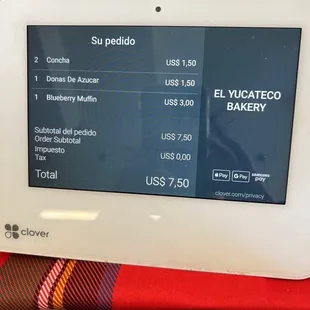 Su pedido
2 Concha US$ 1,50
1 Donas De Azucar US$ 1,50
1 Blueberry Muffin US$ 3,00
Subtotal del pedido
Order Subtotal US$ 7,50
Impuesto
Tax US$ 0,00
Total US$ 7,50
EL YUCATECO
BAKERY
Pay G Pay SAMSUNG pay
clover.com/privacy
clover